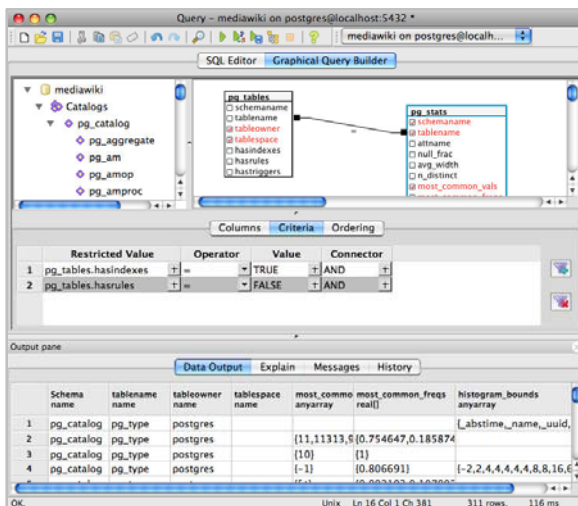 Query - mediawiki on postgres@localhost:5432 *
mediawiki on postgres@localh...
SQL Editor Graphical Query Builder
mediawiki
Catalogs
pg_catalog
pg_aggregate
pg_am
pg_amop
pg_amproc
pg_tables
schemaname
tablename
tableowner
tablespace
hasindexes
hasrules
hastriggers
=
pg_stats
schemaname
tablename
attname
null_frac
avg_width
n_distinct
most_common_vals
Columns Criteria Ordering
Restricted Value Operator Value Connector
1 pg_tables.hasindexes + = TRUE + AND +
2 pg_tables.hasrules + = FALSE + AND +
Output pane
Data Output Explain Messages History
Schema name tablename name tableowner name tablespace name most_commo anyarray most_common_freqs real[] histogram_bounds anyarray
1 pg_catalog pg_type postgres {_abstime,_name,_uuid,
2 pg_catalog pg_type postgres {11,11313,9 {0.754647,0.185874
3 pg_catalog pg_type postgres {10} {1}
4 pg_catalog pg_type postgres {-1} {0.806691} {-2,2,4,4,4,4,4,8,8,16,6
OK. Unix Ln 16 Col 1 Ch 381 311 rows. 116 ms